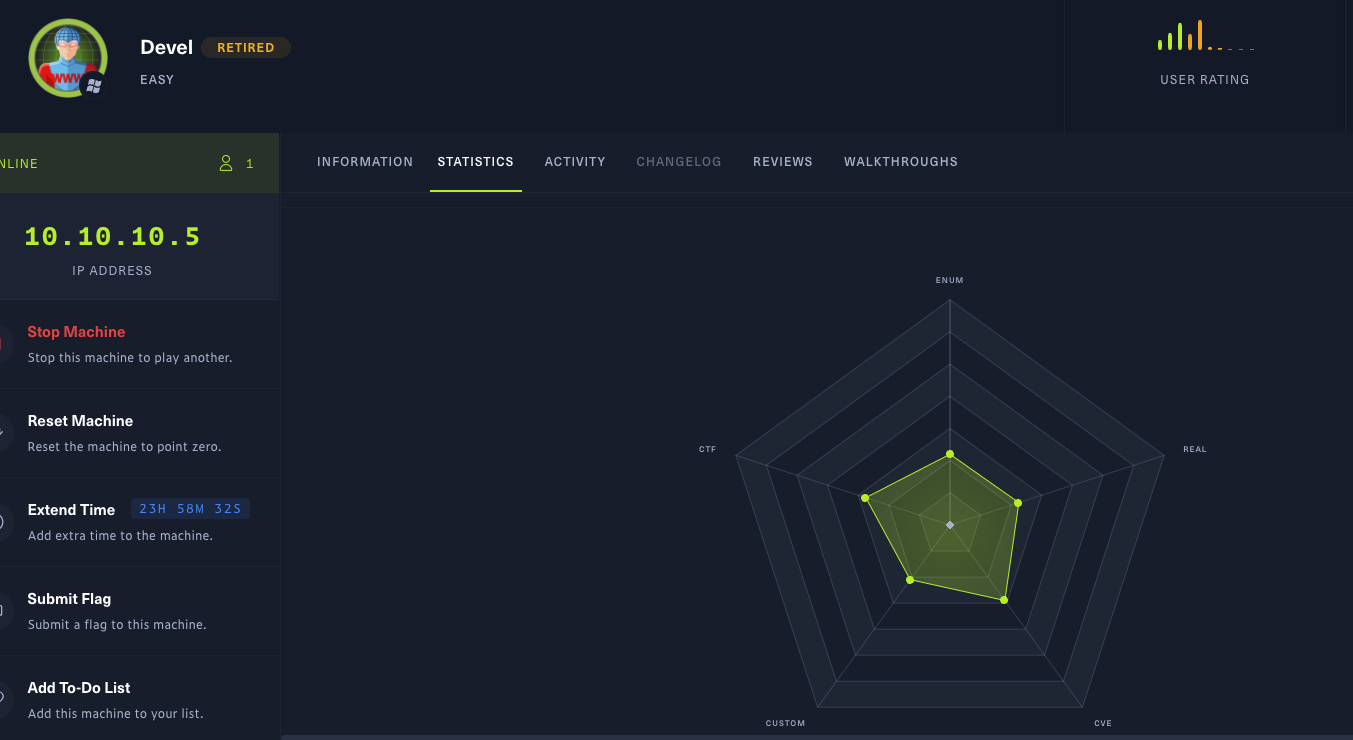 Devel RETIRED
EASY
USER RATING
NLINE 1
INFORMATION STATISTICS ACTIVITY CHANGELOG REVIEWS WALKTHROUGHS
10.10.10.5
IP ADDRESS
Stop Machine
Stop this machine to play another.
Reset Machine
Reset the machine to point zero.
Extend Time 23H 58M 32S
Add extra time to the machine.
Submit Flag
Submit a flag to this machine.
Add To-Do List
Add this machine to your list.
ENUM
CTF
REAL
CUSTOM
CVE
WWW